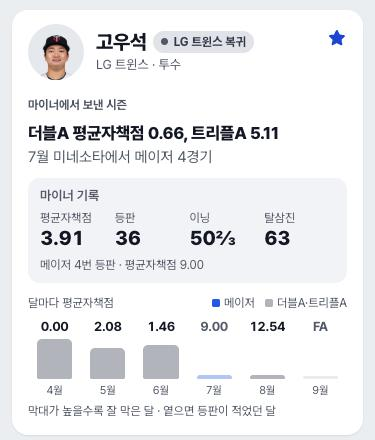 고우석 LG 트윈스 복귀
LG 트윈스 · 투수
마이너에서 보낸 시즌
더블A 평균자책점 0.66, 트리플A 5.11
7월 미네소타에서 메이저 4경기
마이너 기록
평균자책점 등판 이닝 탈삼진
3.91 36 50⅔ 63
메이저 4번 등판 · 평균자책점 9.00
달마다 평균자책점 메이저 더블A·트리플A
0.00 2.08 1.46 9.00 12.54 FA
4월 5월 6월 7월 8월 9월
막대가 높을수록 잘 막은 달 · 옅으면 등판이 적었던 달